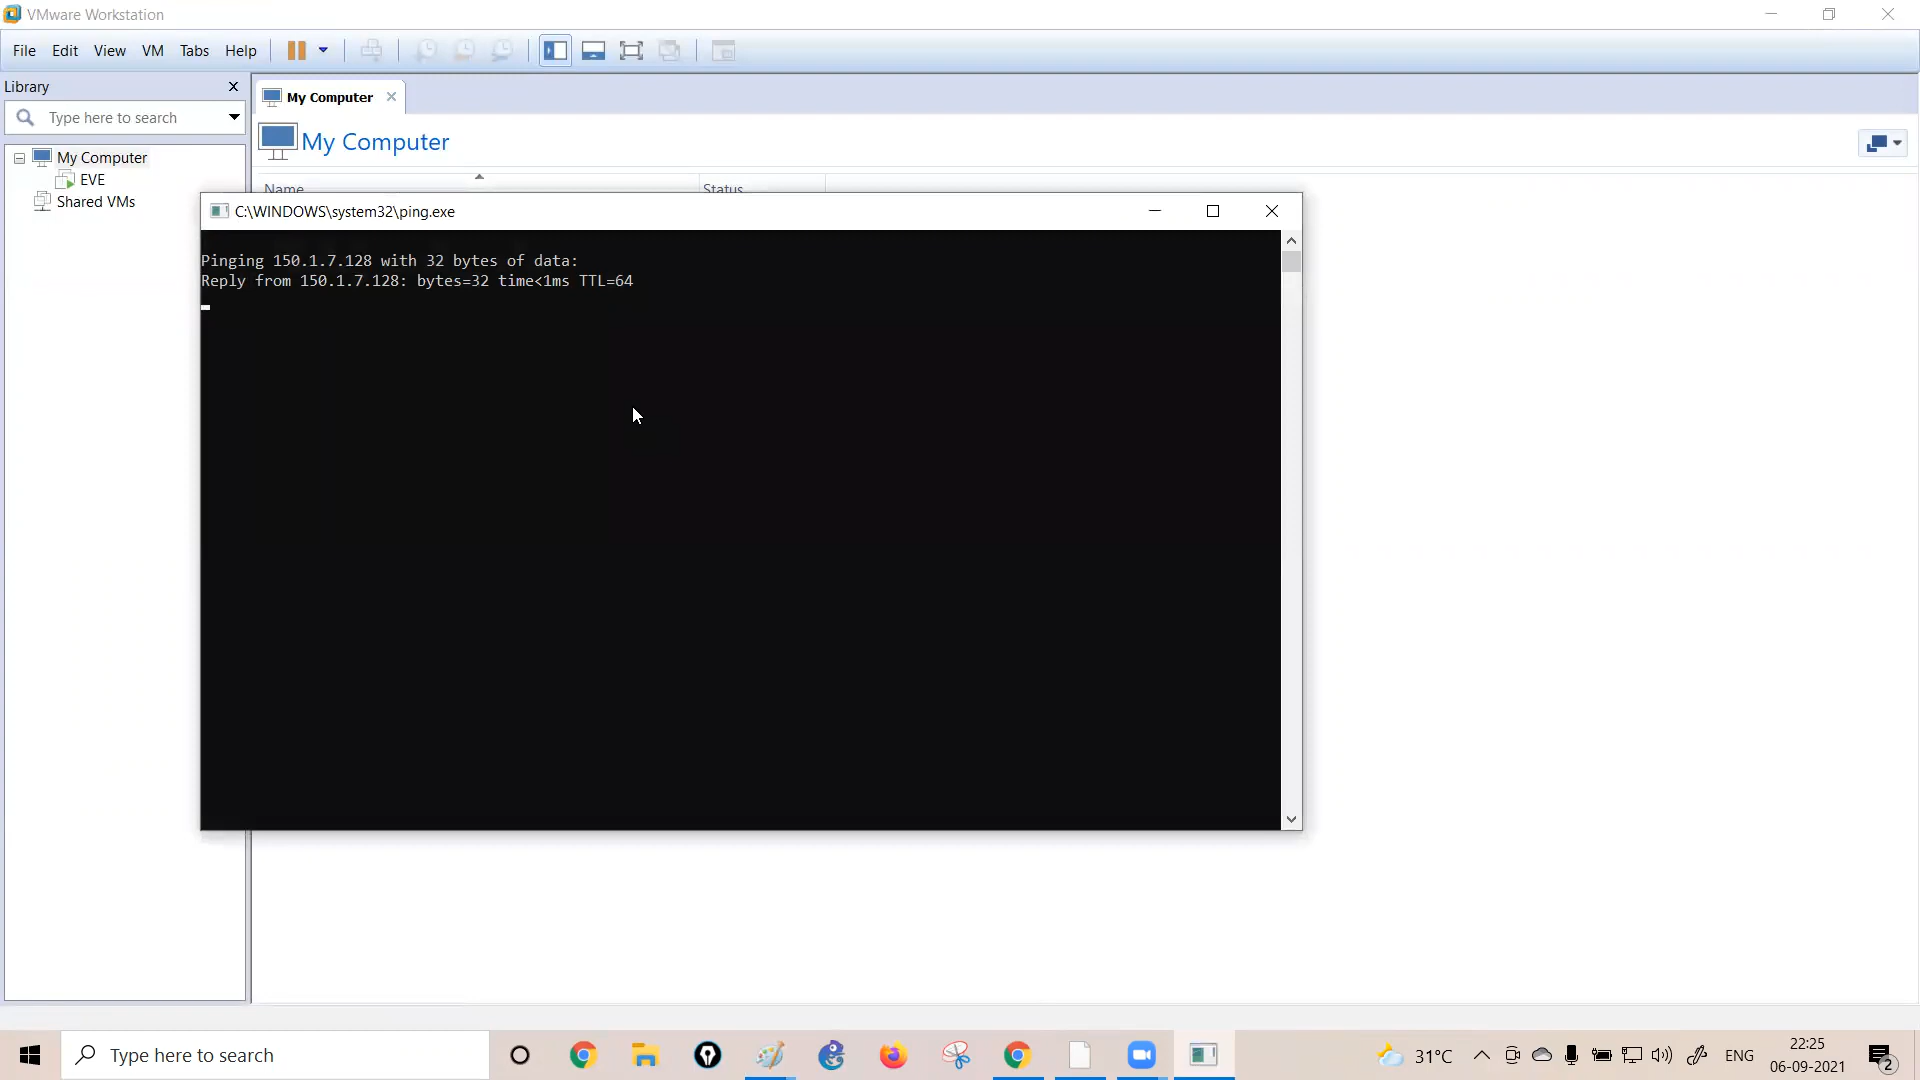 VMware Workstation
File Edit View VM Tabs Help
Library
My Computer
Type here to search
My Computer
My Computer
EVE
Shared VMs
Name Status
C:\WINDOWS\system32\ping.exe
Pinging 150.1.7.128 with 32 bytes of data:
Reply from 150.1.7.128: bytes=32 time<1ms TTL=64
Type here to search
31°C
ENG
22:25
06-09-2021
2